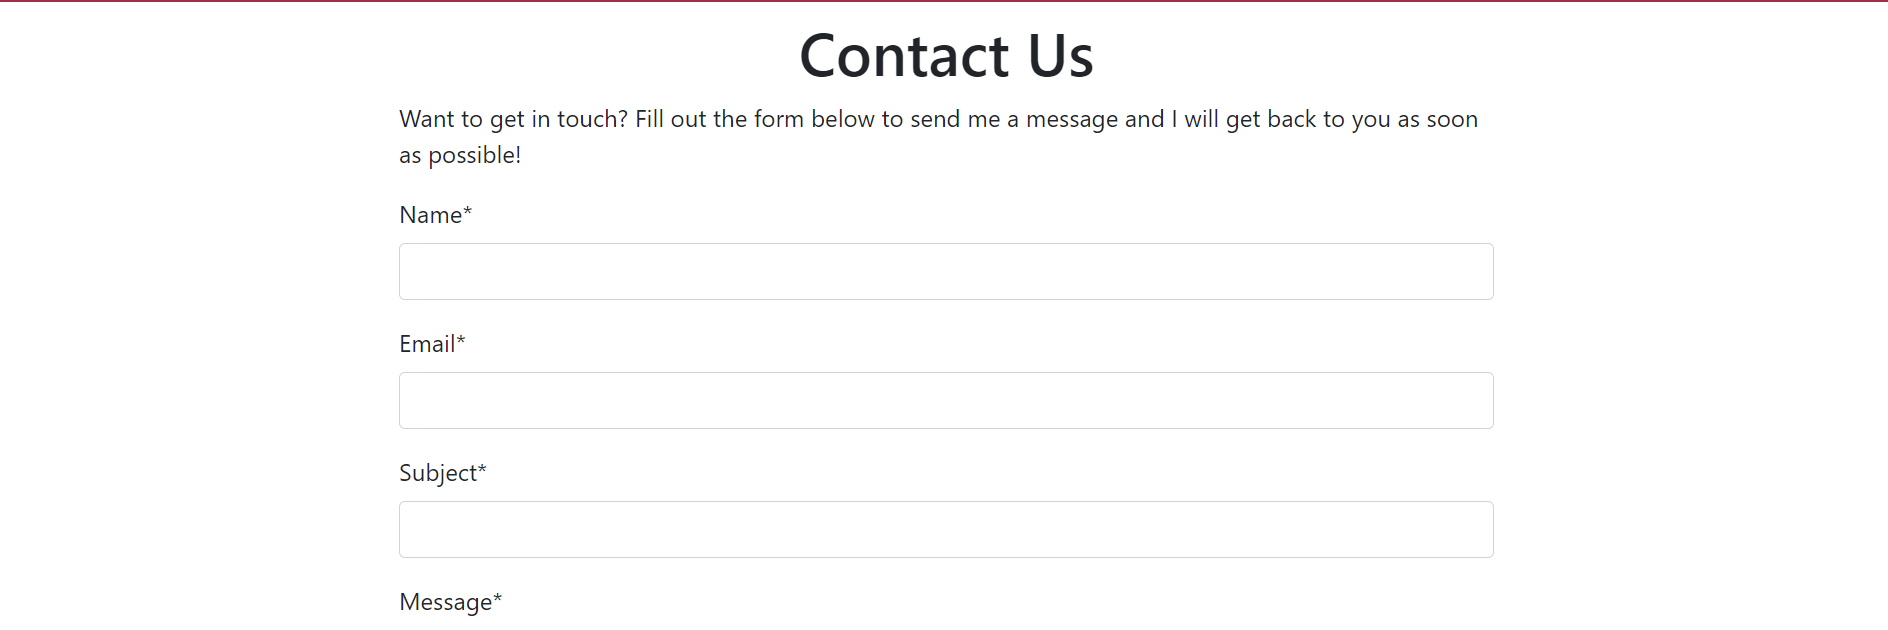 Contact Us
Want to get in touch? Fill out the form below to send me a message and I will get back to you as soon
as possible!
Name*
Email*
Subject*
Message*